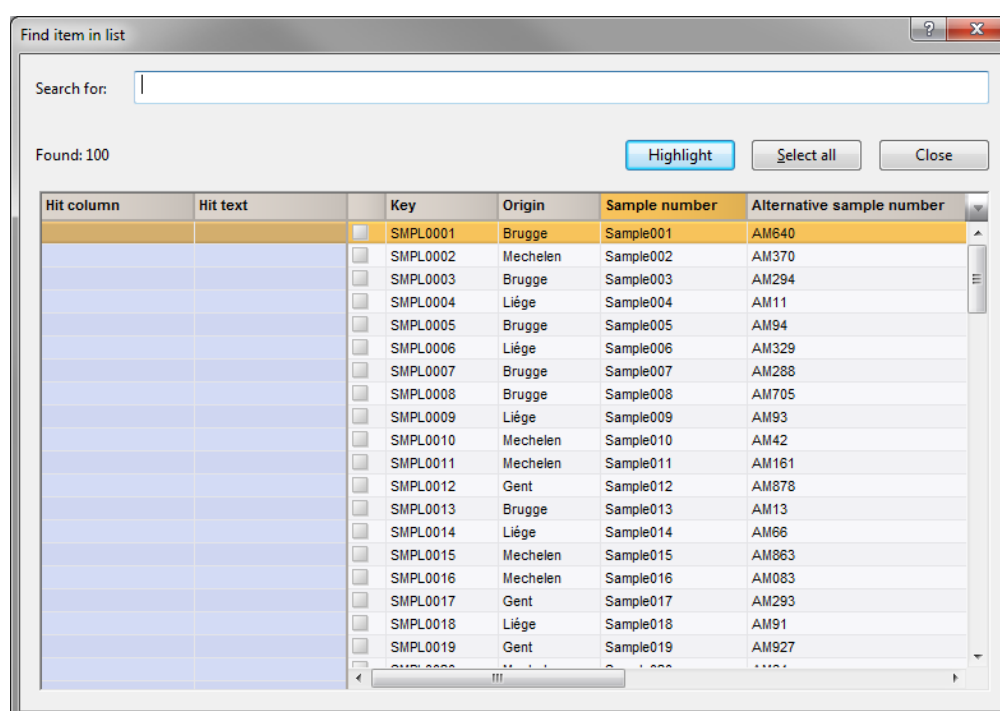 Find item in list
?
Search for:
Found: 100
Highlight Select all Close
Hit column Hit text Key Origin Sample number Alternative sample number
SMPL0001 Brugge Sample001 AM640
SMPL0002 Mechelen Sample002 AM370
SMPL0003 Brugge Sample003 AM294
SMPL0004 Liége Sample004 AM11
SMPL0005 Brugge Sample005 AM94
SMPL0006 Liége Sample006 AM329
SMPL0007 Brugge Sample007 AM288
SMPL0008 Brugge Sample008 AM705
SMPL0009 Liége Sample009 AM93
SMPL0010 Mechelen Sample010 AM42
SMPL0011 Mechelen Sample011 AM161
SMPL0012 Gent Sample012 AM878
SMPL0013 Brugge Sample013 AM13
SMPL0014 Liége Sample014 AM66
SMPL0015 Mechelen Sample015 AM863
SMPL0016 Mechelen Sample016 AM083
SMPL0017 Gent Sample017 AM293
SMPL0018 Liége Sample018 AM91
SMPL0019 Gent Sample019 AM927